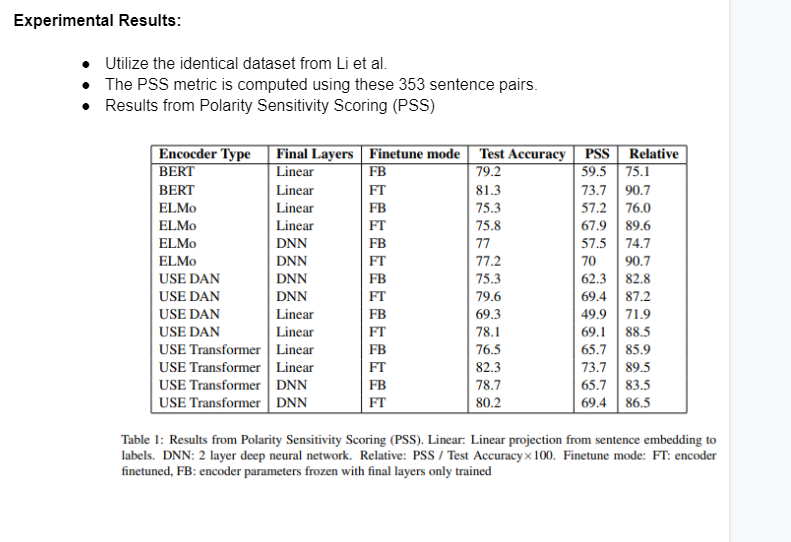 Experimental Results:
● Utilize the identical dataset from Li et al.
● The PSS metric is computed using these 353 sentence pairs.
● Results from Polarity Sensitivity Scoring (PSS)
Encocder Type Final Layers Finetune mode Test Accuracy PSS Relative
BERT Linear FB 79.2 59.5 75.1
BERT Linear FT 81.3 73.7 90.7
ELMo Linear FB 75.3 57.2 76.0
ELMo Linear FT 75.8 67.9 89.6
ELMo DNN FB 77 57.5 74.7
ELMo DNN FT 77.2 70 90.7
USE DAN DNN FB 75.3 62.3 82.8
USE DAN DNN FT 79.6 69.4 87.2
USE DAN Linear FB 69.3 49.9 71.9
USE DAN Linear FT 78.1 69.1 88.5
USE Transformer Linear FB 76.5 65.7 85.9
USE Transformer Linear FT 82.3 73.7 89.5
USE Transformer DNN FB 78.7 65.7 83.5
USE Transformer DNN FT 80.2 69.4 86.5
Table 1: Results from Polarity Sensitivity Scoring (PSS). Linear: Linear projection from sentence embedding to
labels. DNN: 2 layer deep neural network. Relative: PSS / Test Accuracy×100. Finetune mode: FT: encoder
finetuned, FB: encoder parameters frozen with final layers only trained